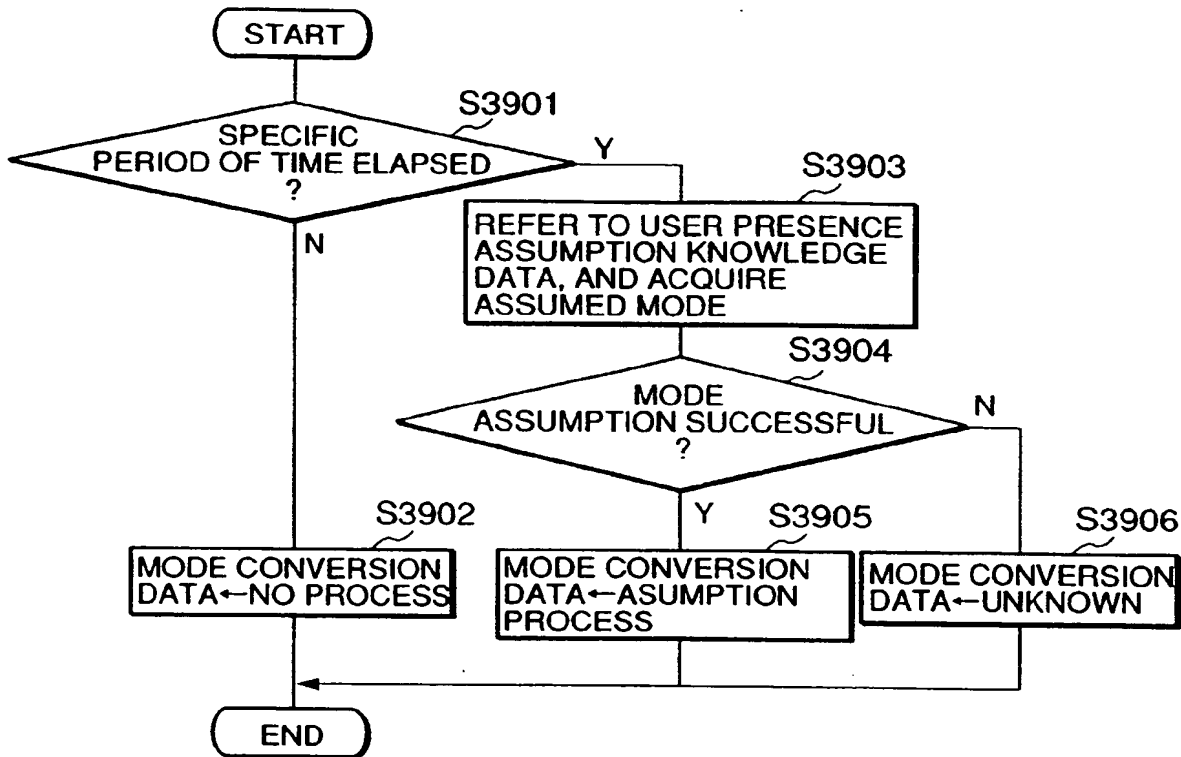 START
S3901
SPECIFIC
PERIOD OF TIME ELAPSED
?
Y
N
S3903
REFER TO USER PRESENCE
ASSUMPTION KNOWLEDGE
DATA, AND ACQUIRE
ASSUMED MODE
S3904
MODE
ASSUMPTION SUCCESSFUL
?
N
Y
S3902
MODE CONVERSION
DATA←NO PROCESS
S3905
MODE CONVERSION
DATA←ASUMPTION
PROCESS
S3906
MODE CONVERSION
DATA←UNKNOWN
END